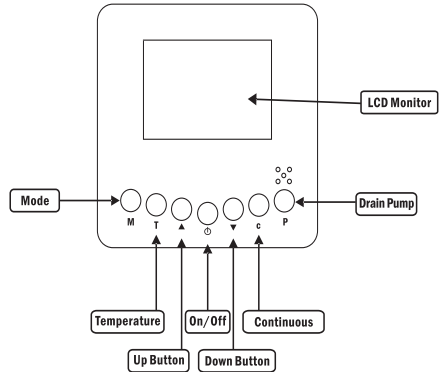 LCD Monitor
Mode
Drain Pump
M
T
▲
▼
c
P
Temperature
On/Off
Continuous
Up Button
Down Button